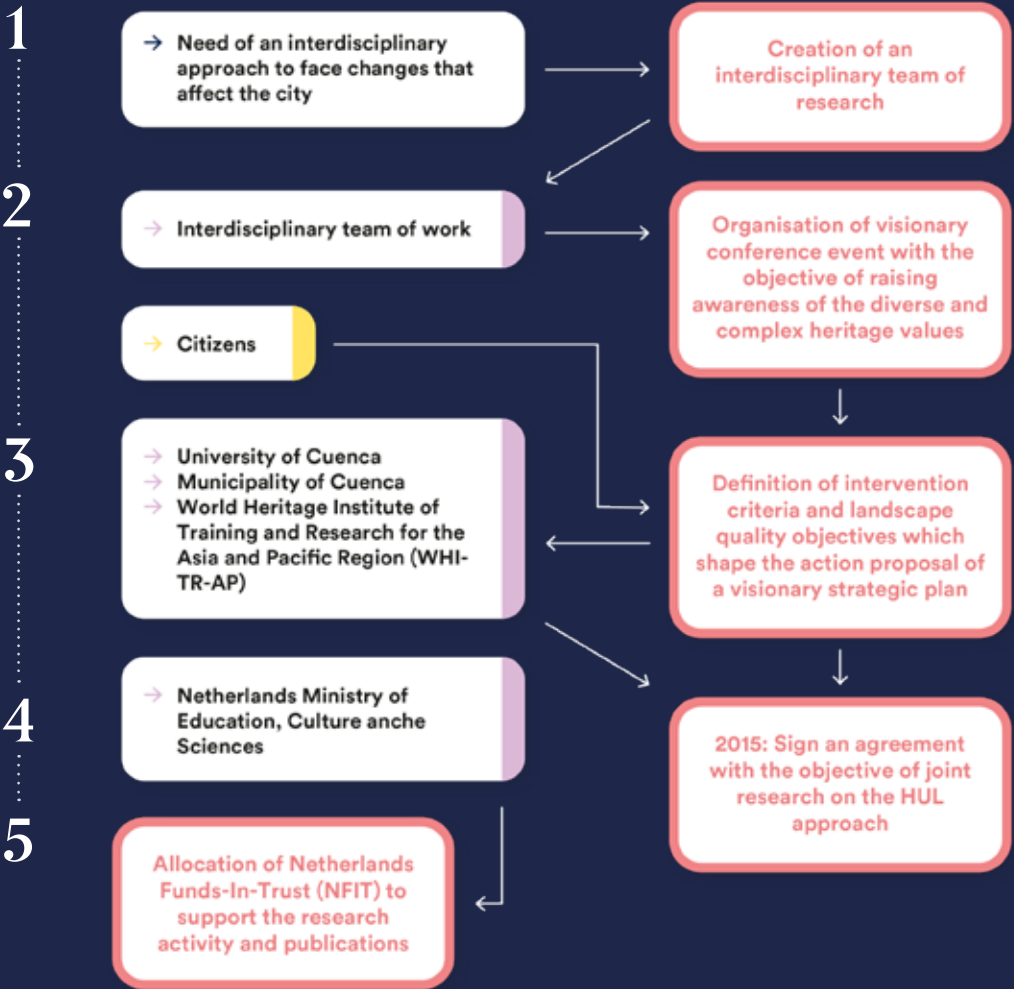 1
→ Need of an interdisciplinary
approach to face changes that
affect the city
Creation of an
interdisciplinary team of
research
2
→ Interdisciplinary team of work
Organisation of visionary
conference event with the
objective of raising
awareness of the diverse and
complex heritage values
→ Citizens
3
→ University of Cuenca
→ Municipality of Cuenca
→ World Heritage Institute of
Training and Research for the
Asia and Pacific Region (WHI-
TR-AP)
Definition of intervention
criteria and landscape
quality objectives which
shape the action proposal of
a visionary strategic plan
4
→ Netherlands Ministry of
Education, Culture anche
Sciences
2015: Sign an agreement
with the objective of joint
research on the HUL
approach
5
Allocation of Netherlands
Funds-In-Trust (NFIT) to
support the research
activity and publications